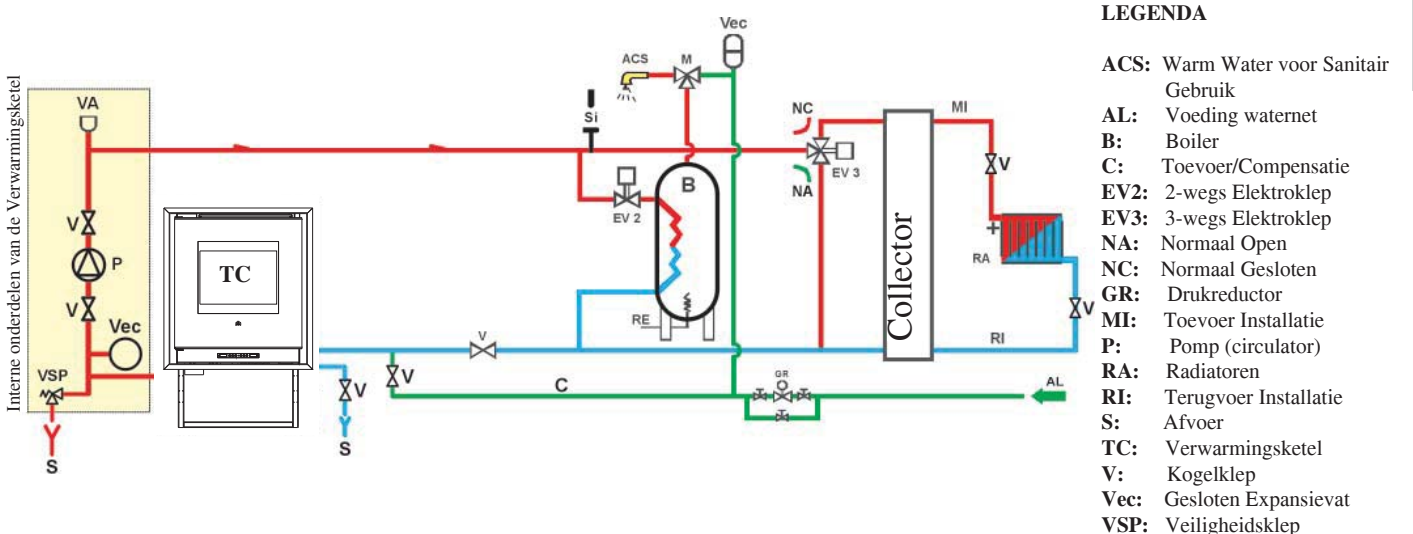 Interne onderdelen van de Verwarmingsketel
VA
V
P
V
Vec
VSP
S
TC
V
S
V
V
C
Si
EV 2
ACS
M
Vec
B
RE
NC
NA
EV 3
GR
AL
Collector
MI
V
+
RA
V
RI
LEGENDA
ACS: Warm Water voor Sanitair
Gebruik
AL: Voeding waternet
B: Boiler
C: Toevoer/Compensatie
EV2: 2-wegs Elektroklep
EV3: 3-wegs Elektroklep
NA: Normaal Open
NC: Normaal Gesloten
GR: Drukreductor
MI: Toevoer Installatie
P: Pomp (circulator)
RA: Radiatoren
RI: Terugvoer Installatie
S: Afvoer
TC: Verwarmingsketel
V: Kogelklep
Vec: Gesloten Expansievat
VSP: Veiligheidsklep